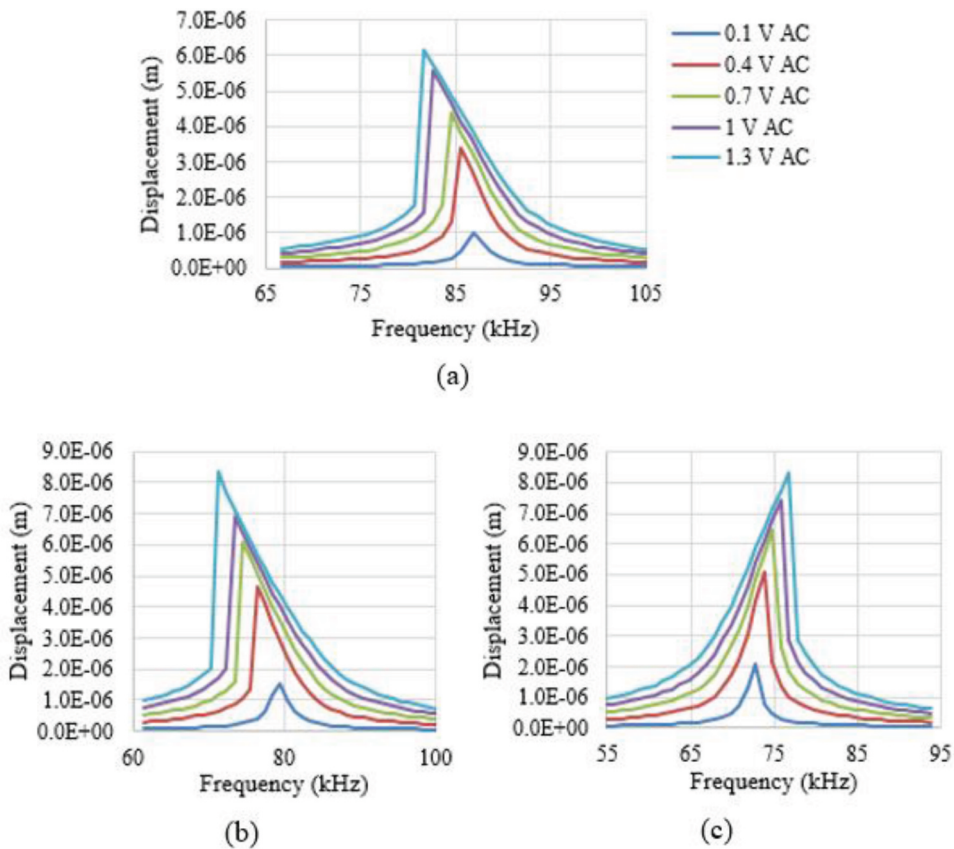 7.0E-06
6.0E-06
5.0E-06
4.0E-06
3.0E-06
2.0E-06
1.0E-06
0.0E+00
Displacement (m)
65 75 85 95 105
Frequency (kHz)
0.1 V AC
0.4 V AC
0.7 V AC
1 V AC
1.3 V AC
(a)
9.0E-06
8.0E-06
7.0E-06
6.0E-06
5.0E-06
4.0E-06
3.0E-06
2.0E-06
1.0E-06
0.0E+00
Displacement (m)
60 80 100
Frequency (kHz)
(b)
9.0E-06
8.0E-06
7.0E-06
6.0E-06
5.0E-06
4.0E-06
3.0E-06
2.0E-06
1.0E-06
0.0E+00
Displacement (m)
55 65 75 85 95
Frequency (kHz)
(c)